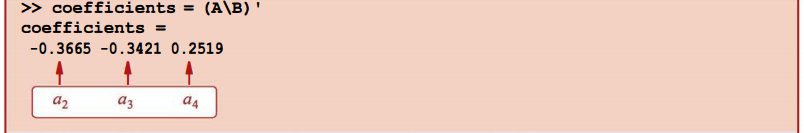 >> coefficients = (A\B)'
coefficients =
-0.3665 -0.3421 0.2519
a₂ a₃ a₄